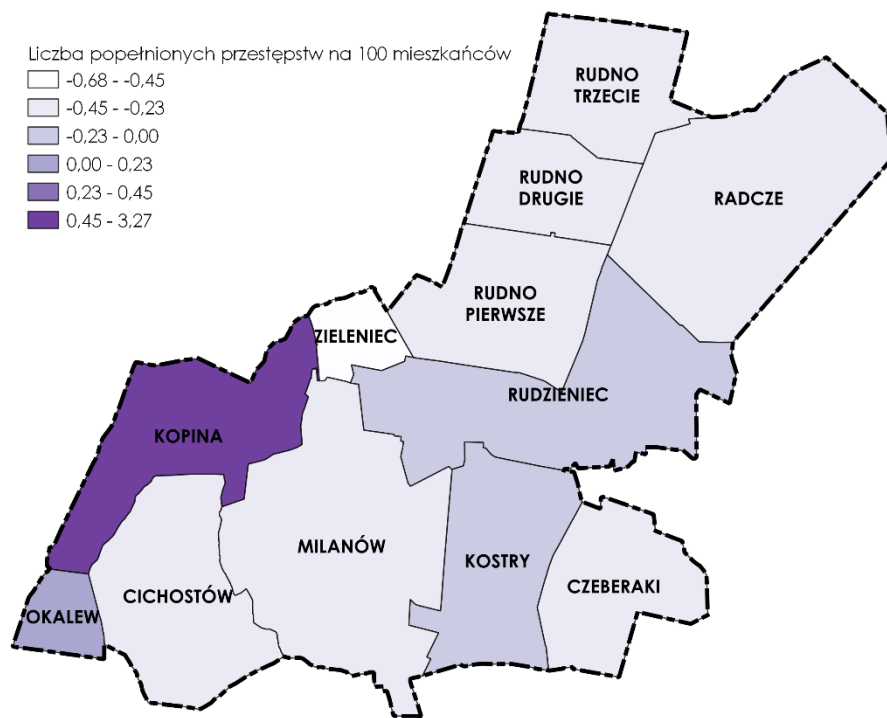 Liczba popełnionych przestępstw na 100 mieszkańców
-0,68 - -0,45
-0,45 - -0,23
-0,23 - 0,00
0,00 - 0,23
0,23 - 0,45
0,45 - 3,27
RUDNO
TRZECIE
RUDNO
DRUGIE
RADCZE
RUDNO
PIERWSZE
ZIELENIEC
RUDZIENIEC
KOPINA
MILANÓW
KOSTRY
CZEBERAKI
CICHOSTÓW
OKALEW